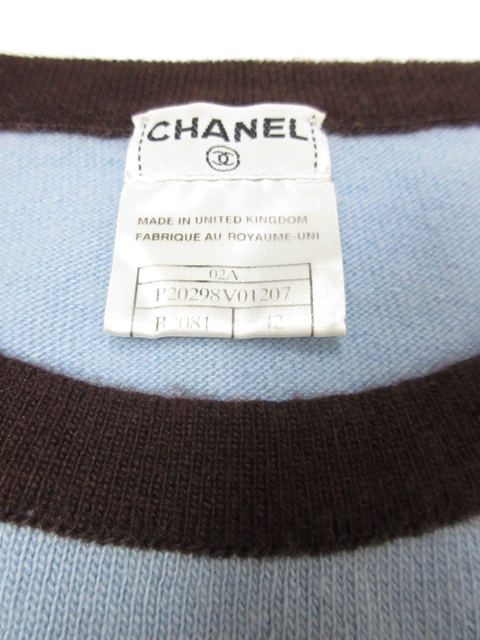 CHANEL
MADE IN UNITED KINGDOM
FABRIQUE AU ROYAUME-UNI
02A
P20298V01207
B2081 42